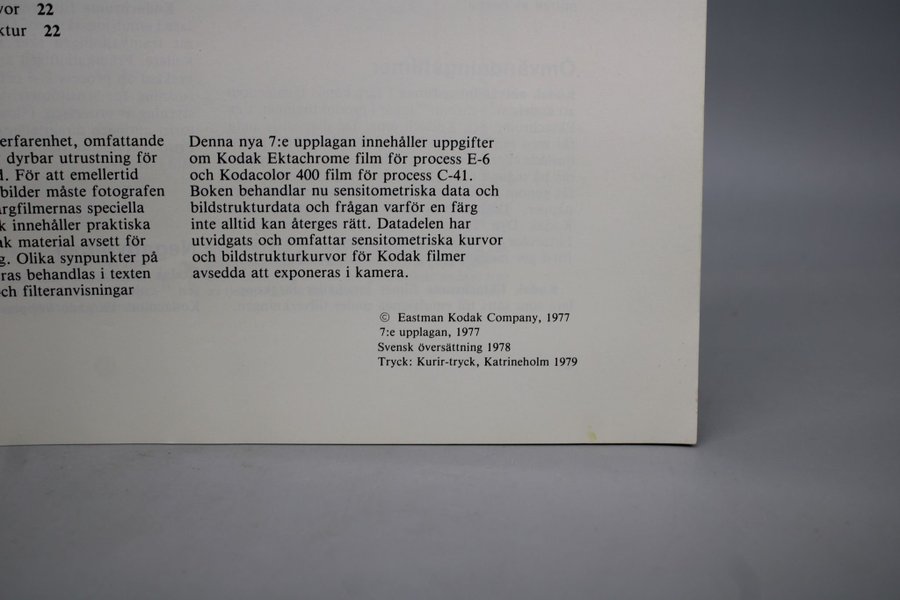 vor 22
ktur 22
erfarenhet, omfattande
dyrbar utrustning för
d. För att emellertid
bilder måste fotografen
ärgfilmernas speciella
k innehåller praktiska
ak material avsett för
g. Olika synpunkter på
ras behandlas i texten
och filteranvisningar
Denna nya 7:e upplagan innehåller uppgifter
om Kodak Ektachrome film för process E-6
och Kodacolor 400 film för process C-41.
Boken behandlar nu sensitometriska data och
bildstrukturdata och frågan varför en färg
inte alltid kan återges rätt. Datadelen har
utvidgats och omfattar sensitometriska kurvor
och bildstrukturkurvor för Kodak filmer
avsedda att exponeras i kamera.
© Eastman Kodak Company, 1977
7:e upplagan, 1977
Svensk översättning 1978
Tryck: Kurir-tryck, Katrineholm 1979